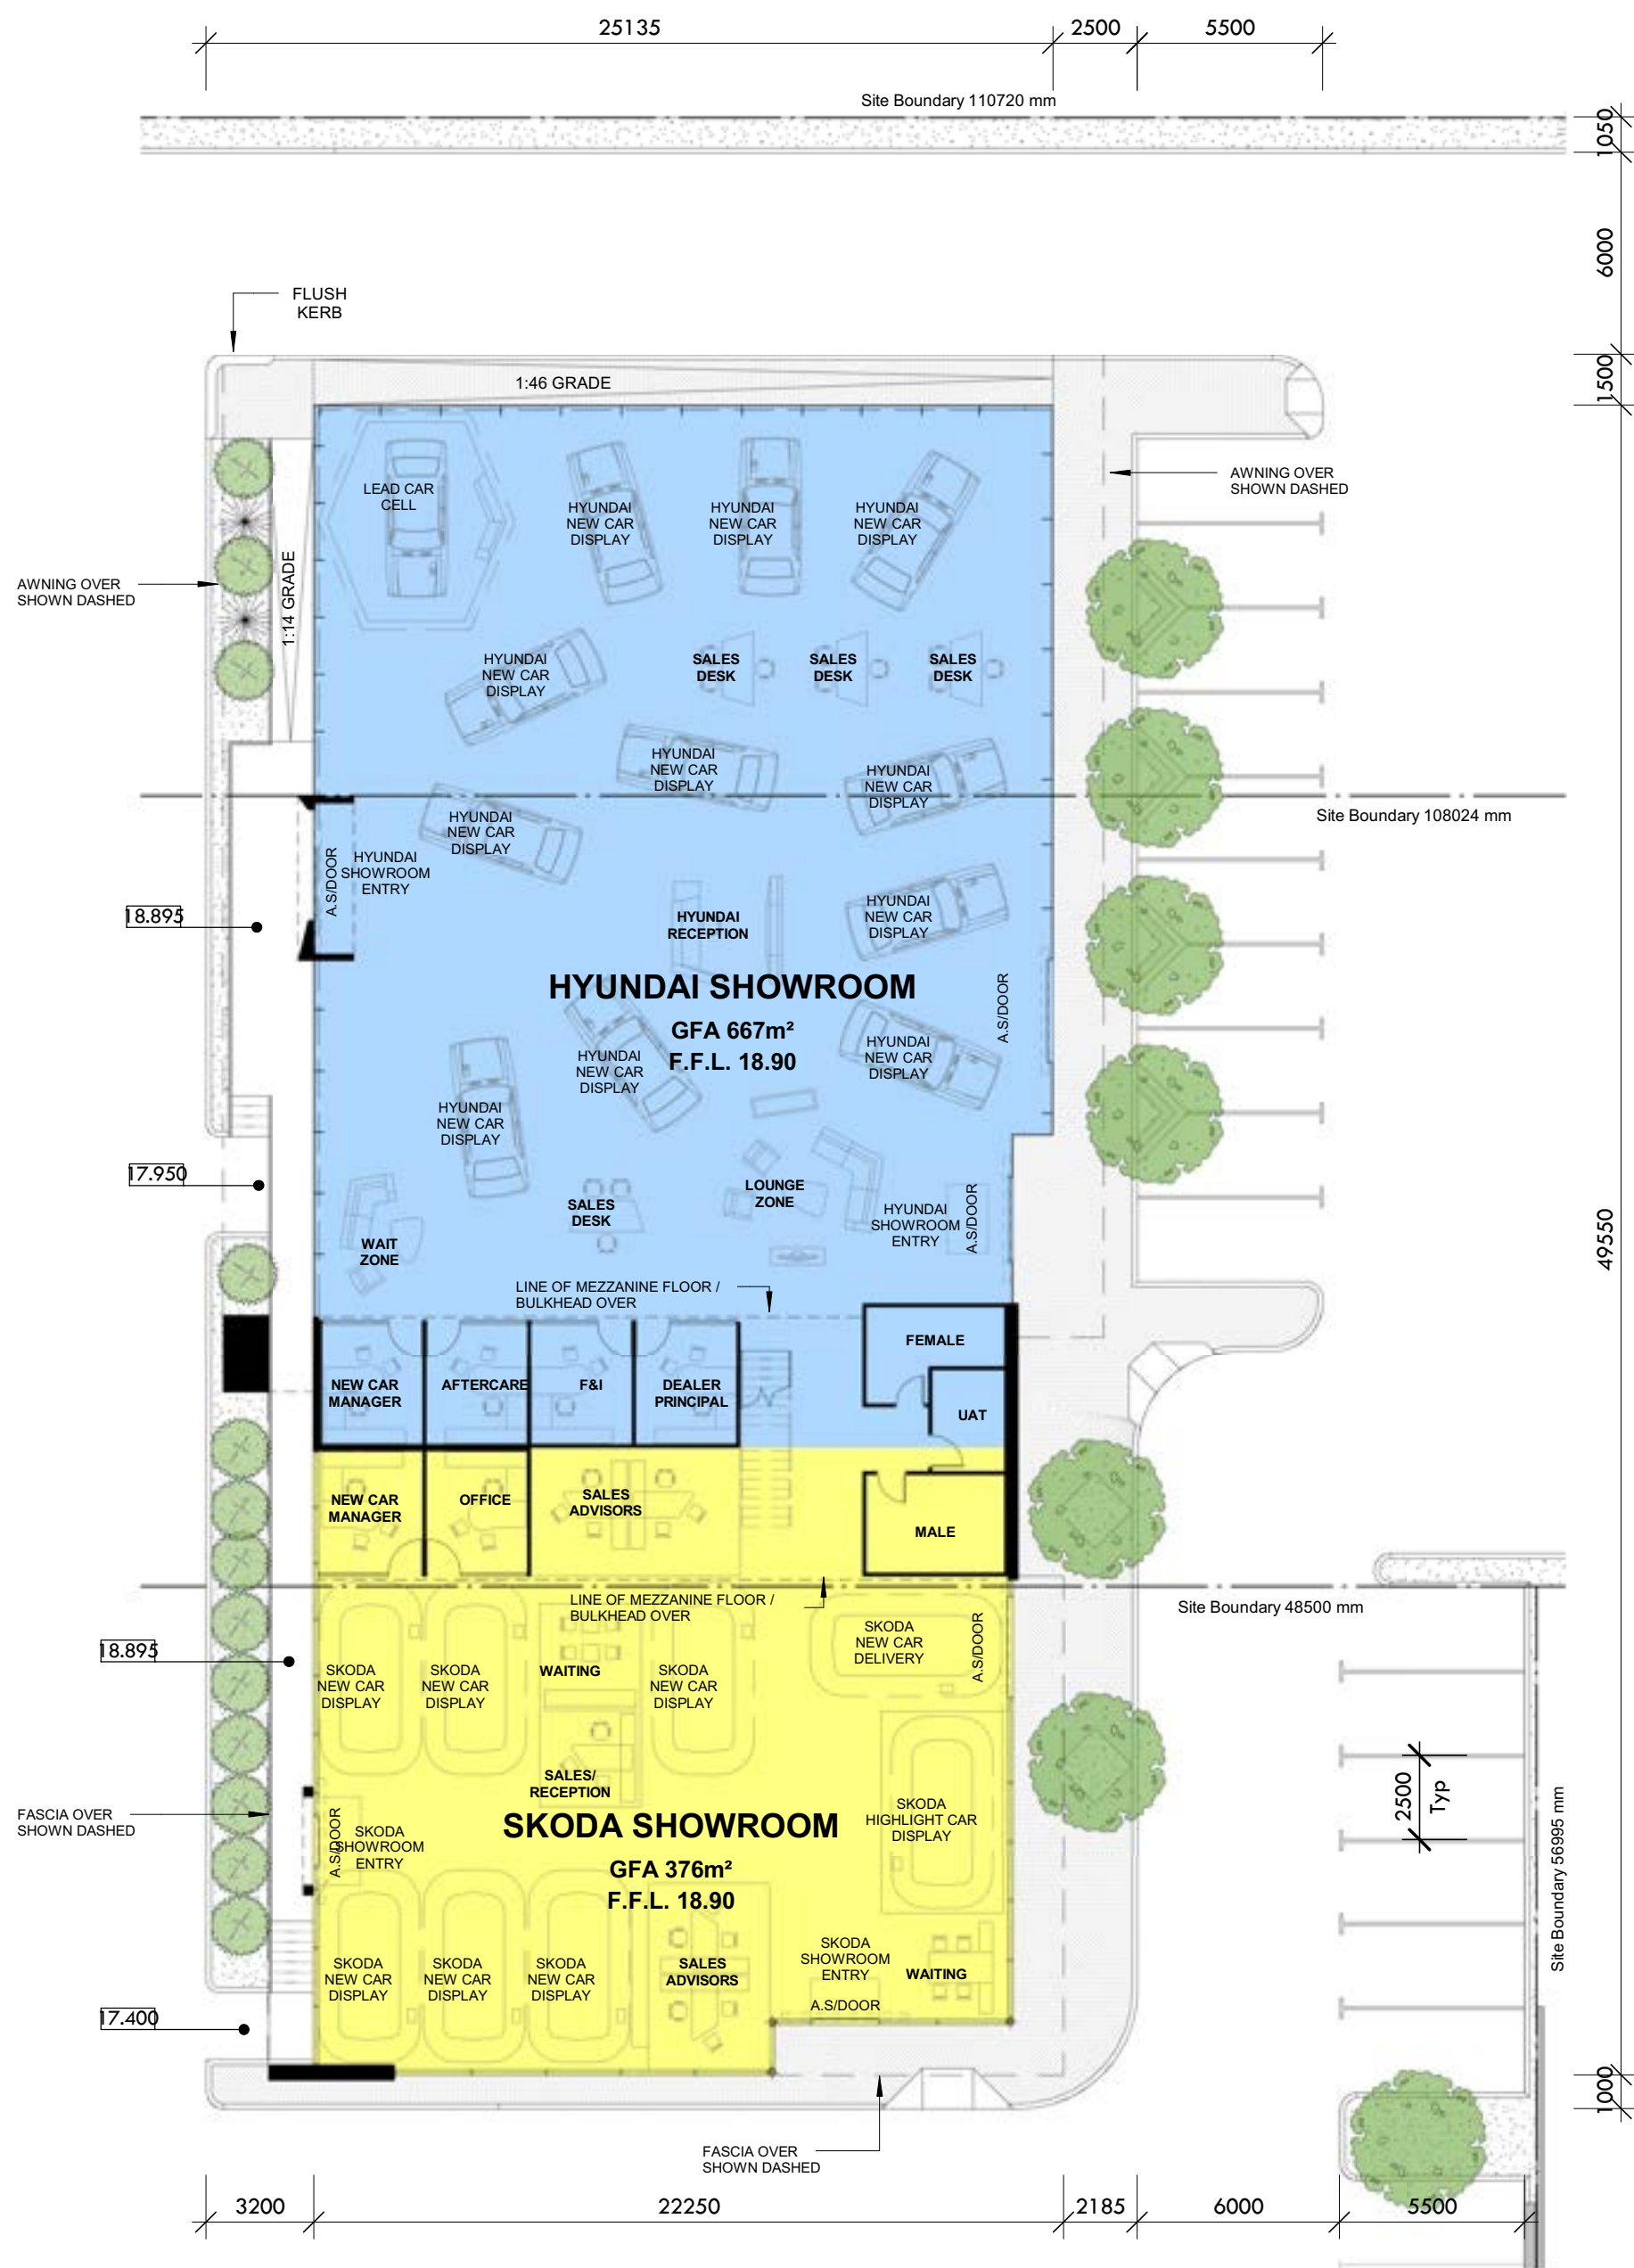 25135
2500
5500
Site Boundary 110720 mm
1050
6000
FLUSH
KERB
1500
1:46 GRADE
AWNING OVER
SHOWN DASHED
LEAD CAR
CELL
HYUNDAI
NEW CAR
DISPLAY
HYUNDAI
NEW CAR
DISPLAY
HYUNDAI
NEW CAR
DISPLAY
AWNING OVER
SHOWN DASHED
1:14 GRADE
HYUNDAI
NEW CAR
DISPLAY
SALES
DESK
SALES
DESK
SALES
DESK
HYUNDAI
NEW CAR
DISPLAY
HYUNDAI
NEW CAR
DISPLAY
Site Boundary 108024 mm
HYUNDAI
NEW CAR
DISPLAY
A.S/DOOR
HYUNDAI
SHOWROOM
ENTRY
18.895
HYUNDAI
RECEPTION
HYUNDAI
NEW CAR
DISPLAY
HYUNDAI SHOWROOM
GFA 667m²
F.F.L. 18.90
A.S/DOOR
HYUNDAI
NEW CAR
DISPLAY
HYUNDAI
NEW CAR
DISPLAY
HYUNDAI
NEW CAR
DISPLAY
17.950
SALES
DESK
LOUNGE
ZONE
HYUNDAI
SHOWROOM
ENTRY
A.S/DOOR
49550
WAIT
ZONE
LINE OF MEZZANINE FLOOR /
BULKHEAD OVER
FEMALE
NEW CAR
MANAGER
AFTERCARE
F&I
DEALER
PRINCIPAL
UAT
NEW CAR
MANAGER
OFFICE
SALES
ADVISORS
MALE
LINE OF MEZZANINE FLOOR /
BULKHEAD OVER
Site Boundary 48500 mm
18.895
SKODA
NEW CAR
DISPLAY
SKODA
NEW CAR
DISPLAY
WAITING
SKODA
NEW CAR
DISPLAY
SKODA
NEW CAR
DELIVERY
A.S/DOOR
SALES/
RECEPTION
2500
Typ
Site Boundary 56995 mm
FASCIA OVER
SHOWN DASHED
A.S/DOOR
SKODA
SHOWROOM
ENTRY
SKODA SHOWROOM
GFA 376m²
F.F.L. 18.90
SKODA
HIGHLIGHT CAR
DISPLAY
SKODA
NEW CAR
DISPLAY
SKODA
NEW CAR
DISPLAY
SKODA
NEW CAR
DISPLAY
SALES
ADVISORS
SKODA
SHOWROOM
ENTRY
WAITING
A.S/DOOR
17.400
1000
FASCIA OVER
SHOWN DASHED
3200
22250
2185
6000
5500